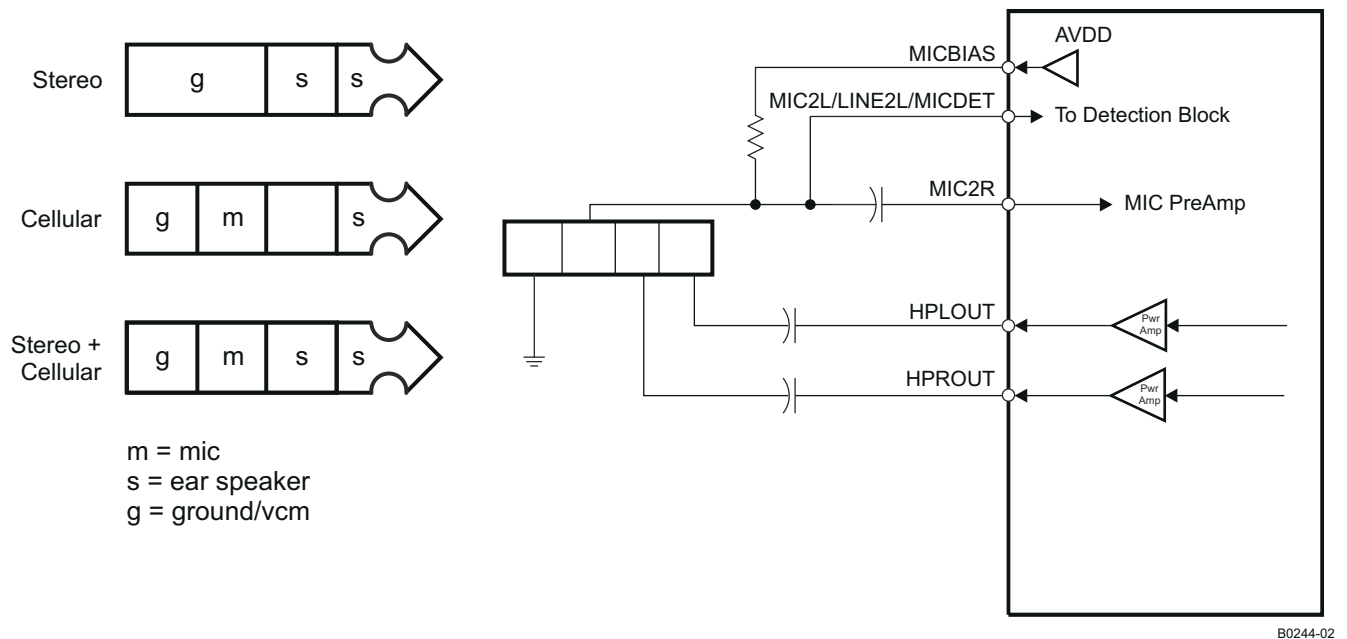 Stereo
g s s
Cellular
g m s
Stereo +
Cellular
g m s s
m = mic
s = ear speaker
g = ground/vcm
AVDD
MICBIAS
MIC2L/LINE2L/MICDET
To Detection Block
MIC2R
MIC PreAmp
HPLOUT
Pwr
Amp
HPROUT
Pwr
Amp
B0244-02